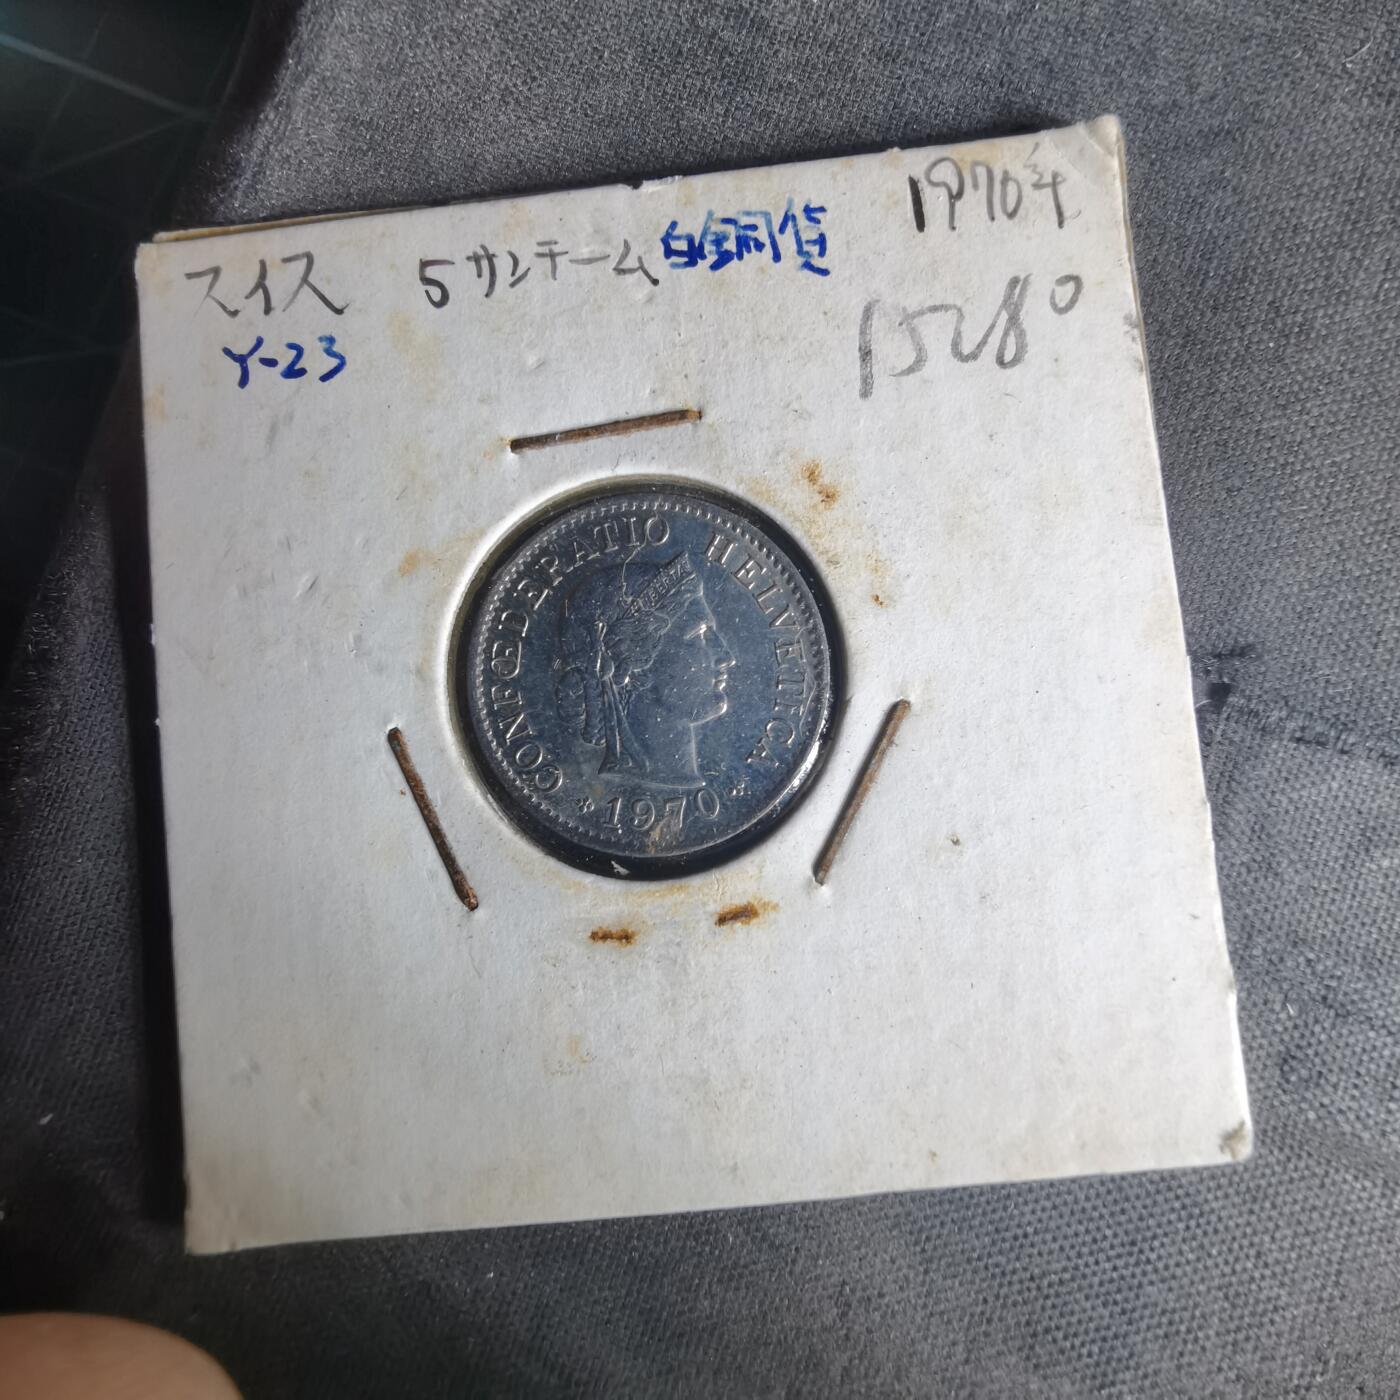 スイス 5サンチーム 白銅貨 1970年
Y-23
1528⁰
CONFŒDERATIO HELVETICA
LIBERTAS
* 1970 *